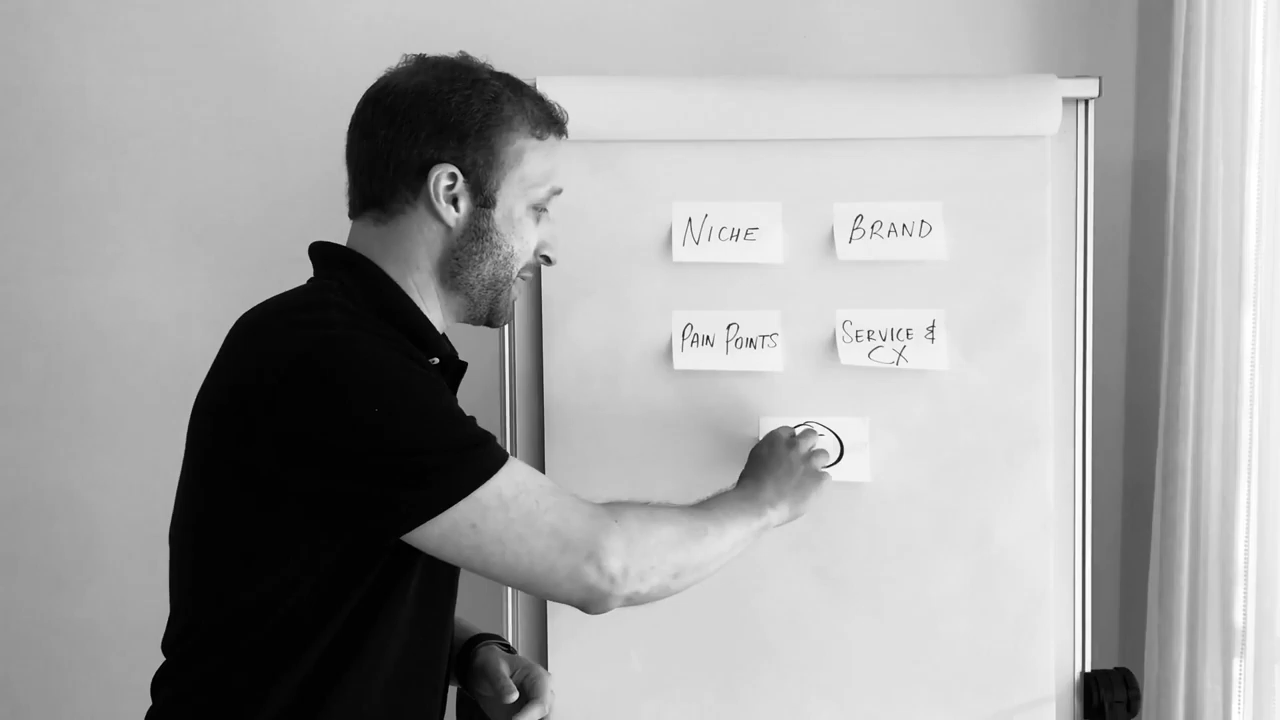 NICHE
BRAND
PAIN POINTS
SERVICE &
CX